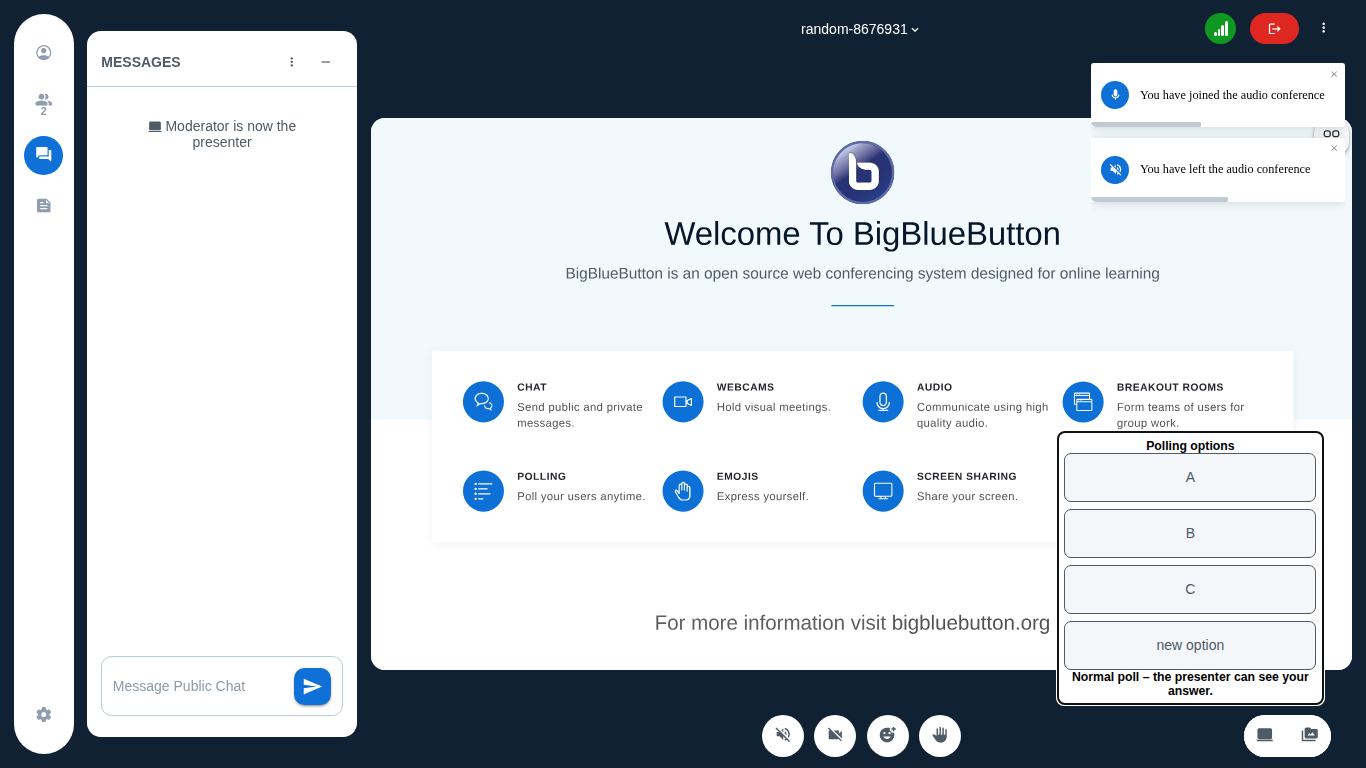 random-8676931
2
MESSAGES
Moderator is now the
presenter
Message Public Chat
You have joined the audio conference
You have left the audio conference
Welcome To BigBlueButton
BigBlueButton is an open source web conferencing system designed for online learning
CHAT
Send public and private
messages.
WEBCAMS
Hold visual meetings.
AUDIO
Communicate using high
quality audio.
BREAKOUT ROOMS
Form teams of users for
group work.
POLLING
Poll your users anytime.
EMOJIS
Express yourself.
SCREEN SHARING
Share your screen.
For more information visit bigbluebutton.org
Polling options
A
B
C
new option
Normal poll – the presenter can see your
answer.